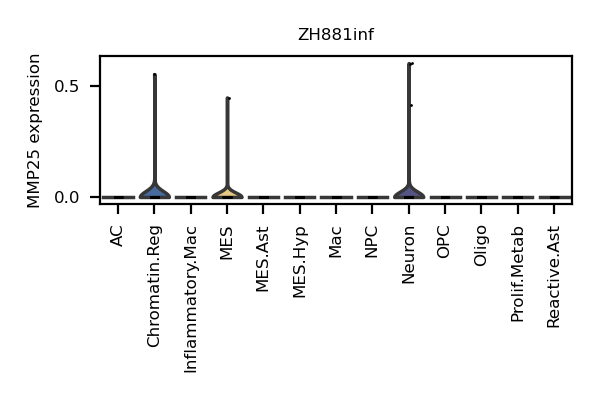 ZH881inf
MMP25 expression
0.5
0.0
AC
Chromatin.Reg
Inflammatory.Mac
MES
MES.Ast
MES.Hyp
Mac
NPC
Neuron
OPC
Oligo
Prolif.Metab
Reactive.Ast